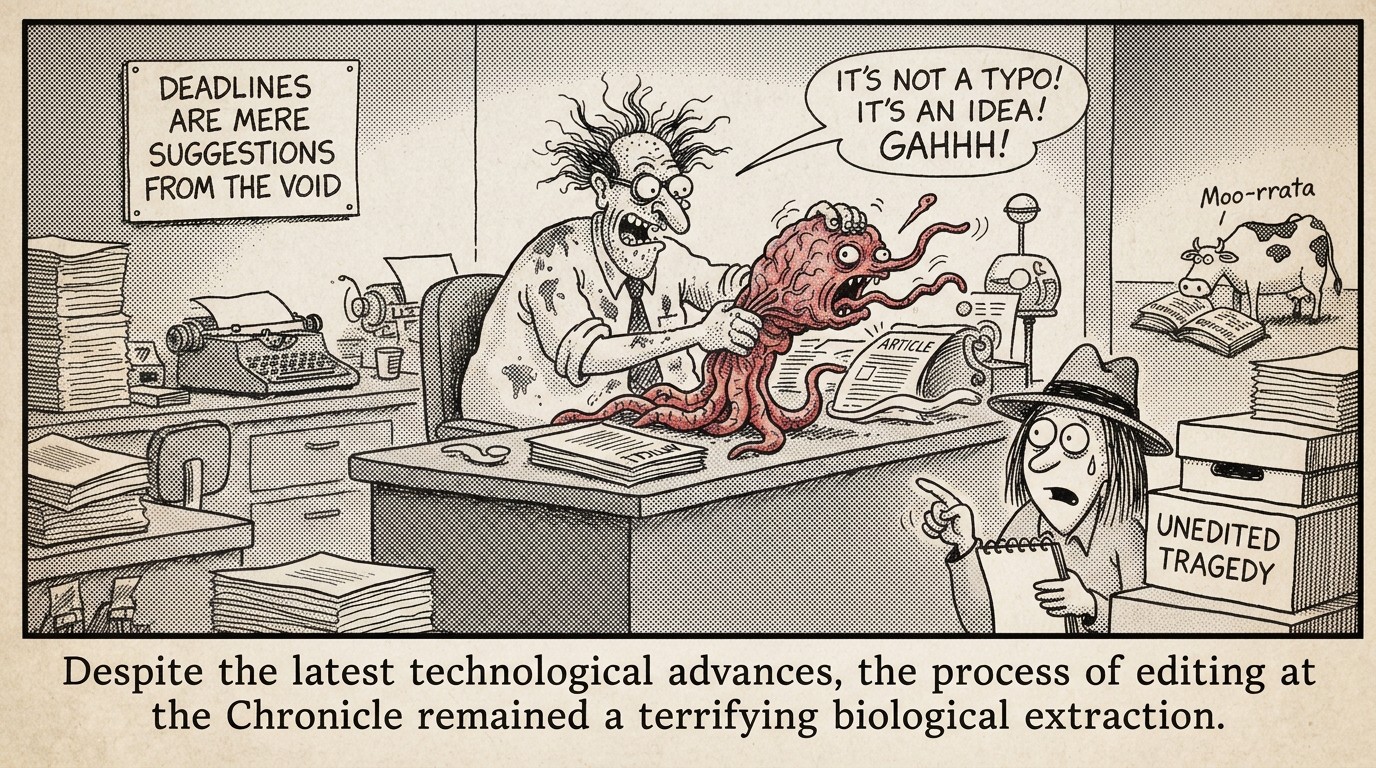 DEADLINES
ARE MERE
SUGGESTIONS
FROM THE VOID
IT'S NOT A TYPO!
IT'S AN IDEA!
GAHHH!
Moo-rrata
ARTICLE
UNEDITED
TRAGEDY
Despite the latest technological advances, the process of editing at
the Chronicle remained a terrifying biological extraction.